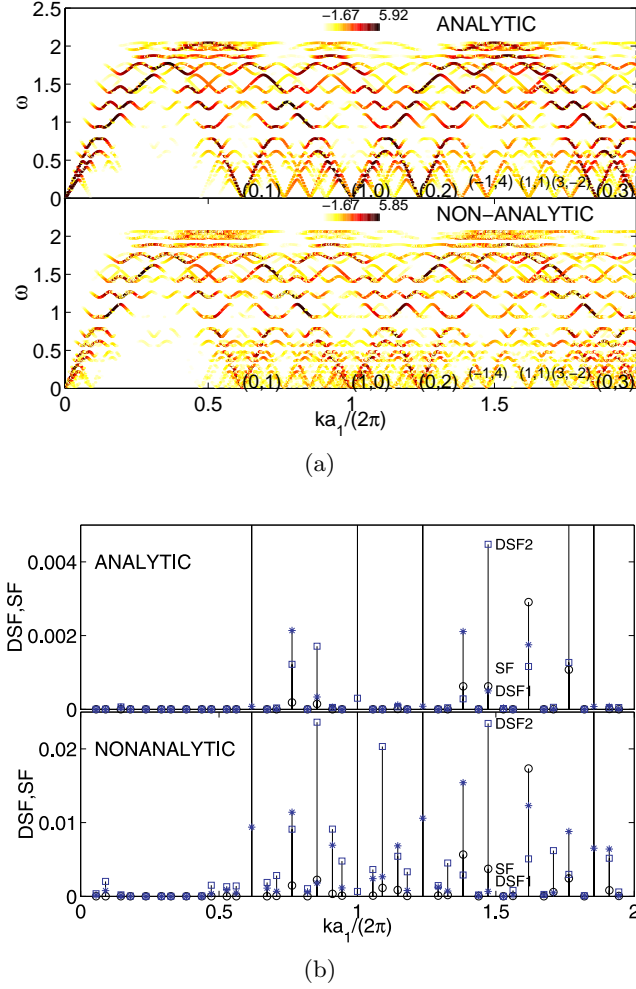 2.5
−1.67 5.92 ANALYTIC
2
1.5
ω
1
0.5
(0,1) (1,0) (0,2) (−1,4) (1,1) (3,−2) (0,3)
0
−1.67 5.85 NON−ANALYTIC
2
1.5
ω
1
0.5
(0,1) (1,0) (0,2) (−1,4) (1,1) (3,−2) (0,3)
0
0 0.5 1 1.5
ka1/(2π)
(a)
DSF2
0.004
ANALYTIC
DSF,SF
0.002
SF
DSF1
0
DSF2
0.02
NONANALYTIC
DSF,SF
0.01
SF
DSF1
0
0 0.5 1 1.5 2
ka1/(2π)
(b)